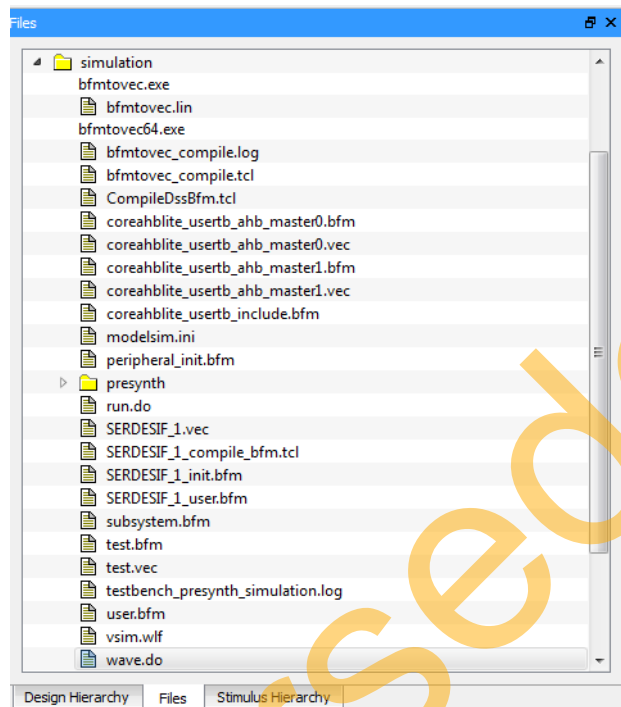 Files
simulation
bfmtovec.exe
bfmtovec.lin
bfmtovec64.exe
bfmtovec_compile.log
bfmtovec_compile.tcl
CompileDssBfm.tcl
coreahblite_usertb_ahb_master0.bfm
coreahblite_usertb_ahb_master0.vec
coreahblite_usertb_ahb_master1.bfm
coreahblite_usertb_ahb_master1.vec
coreahblite_usertb_include.bfm
modelsim.ini
peripheral_init.bfm
presynth
run.do
SERDESIF_1.vec
SERDESIF_1_compile_bfm.tcl
SERDESIF_1_init.bfm
SERDESIF_1_user.bfm
subsystem.bfm
test.bfm
test.vec
testbench_presynth_simulation.log
user.bfm
vsim.wlf
wave.do
Design Hierarchy Files Stimulus Hierarchy